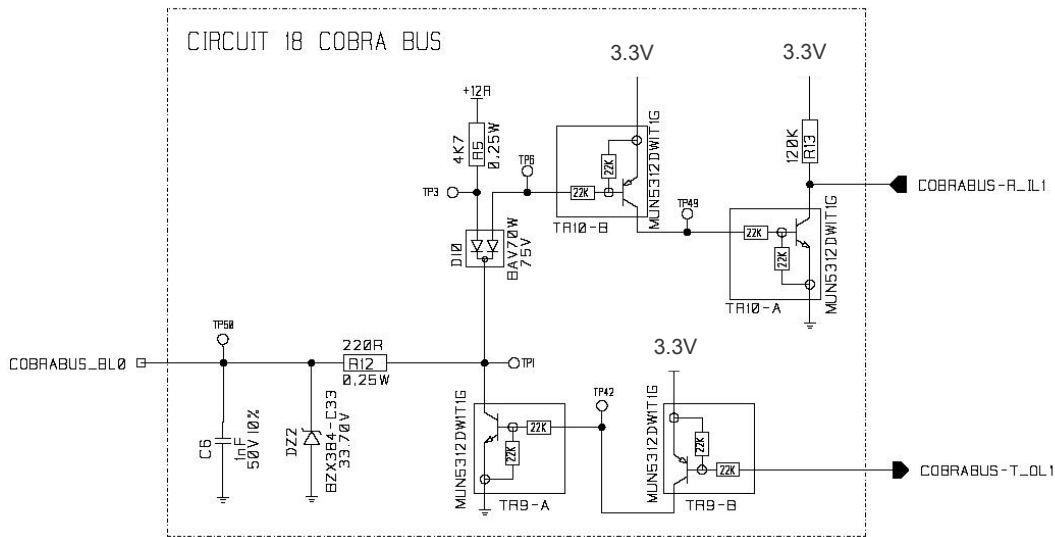 CIRCUIT 18 COBRA BUS
3.3V
3.3V
+12A
4K7
R5
0.25W
TP6
22K
22K
MUN5312DW1T1G
TR10-B
120K
R13
COBRABUS-R_IL1
TP3
TP49
D10
BAV70W
75V
22K
22K
MUN5312DW1T1G
TR10-A
TP50
COBRABUS_BL0
220R
R12
0,25W
TP1
3.3V
C6
1nF
50V 10%
DZ2
BZX384-C33
33.70V
MUN5312DW1T1G
22K
22K
TR9-A
TP42
MUN5312DW1T1G
22K
22K
TR9-B
COBRABUS-T_OL1